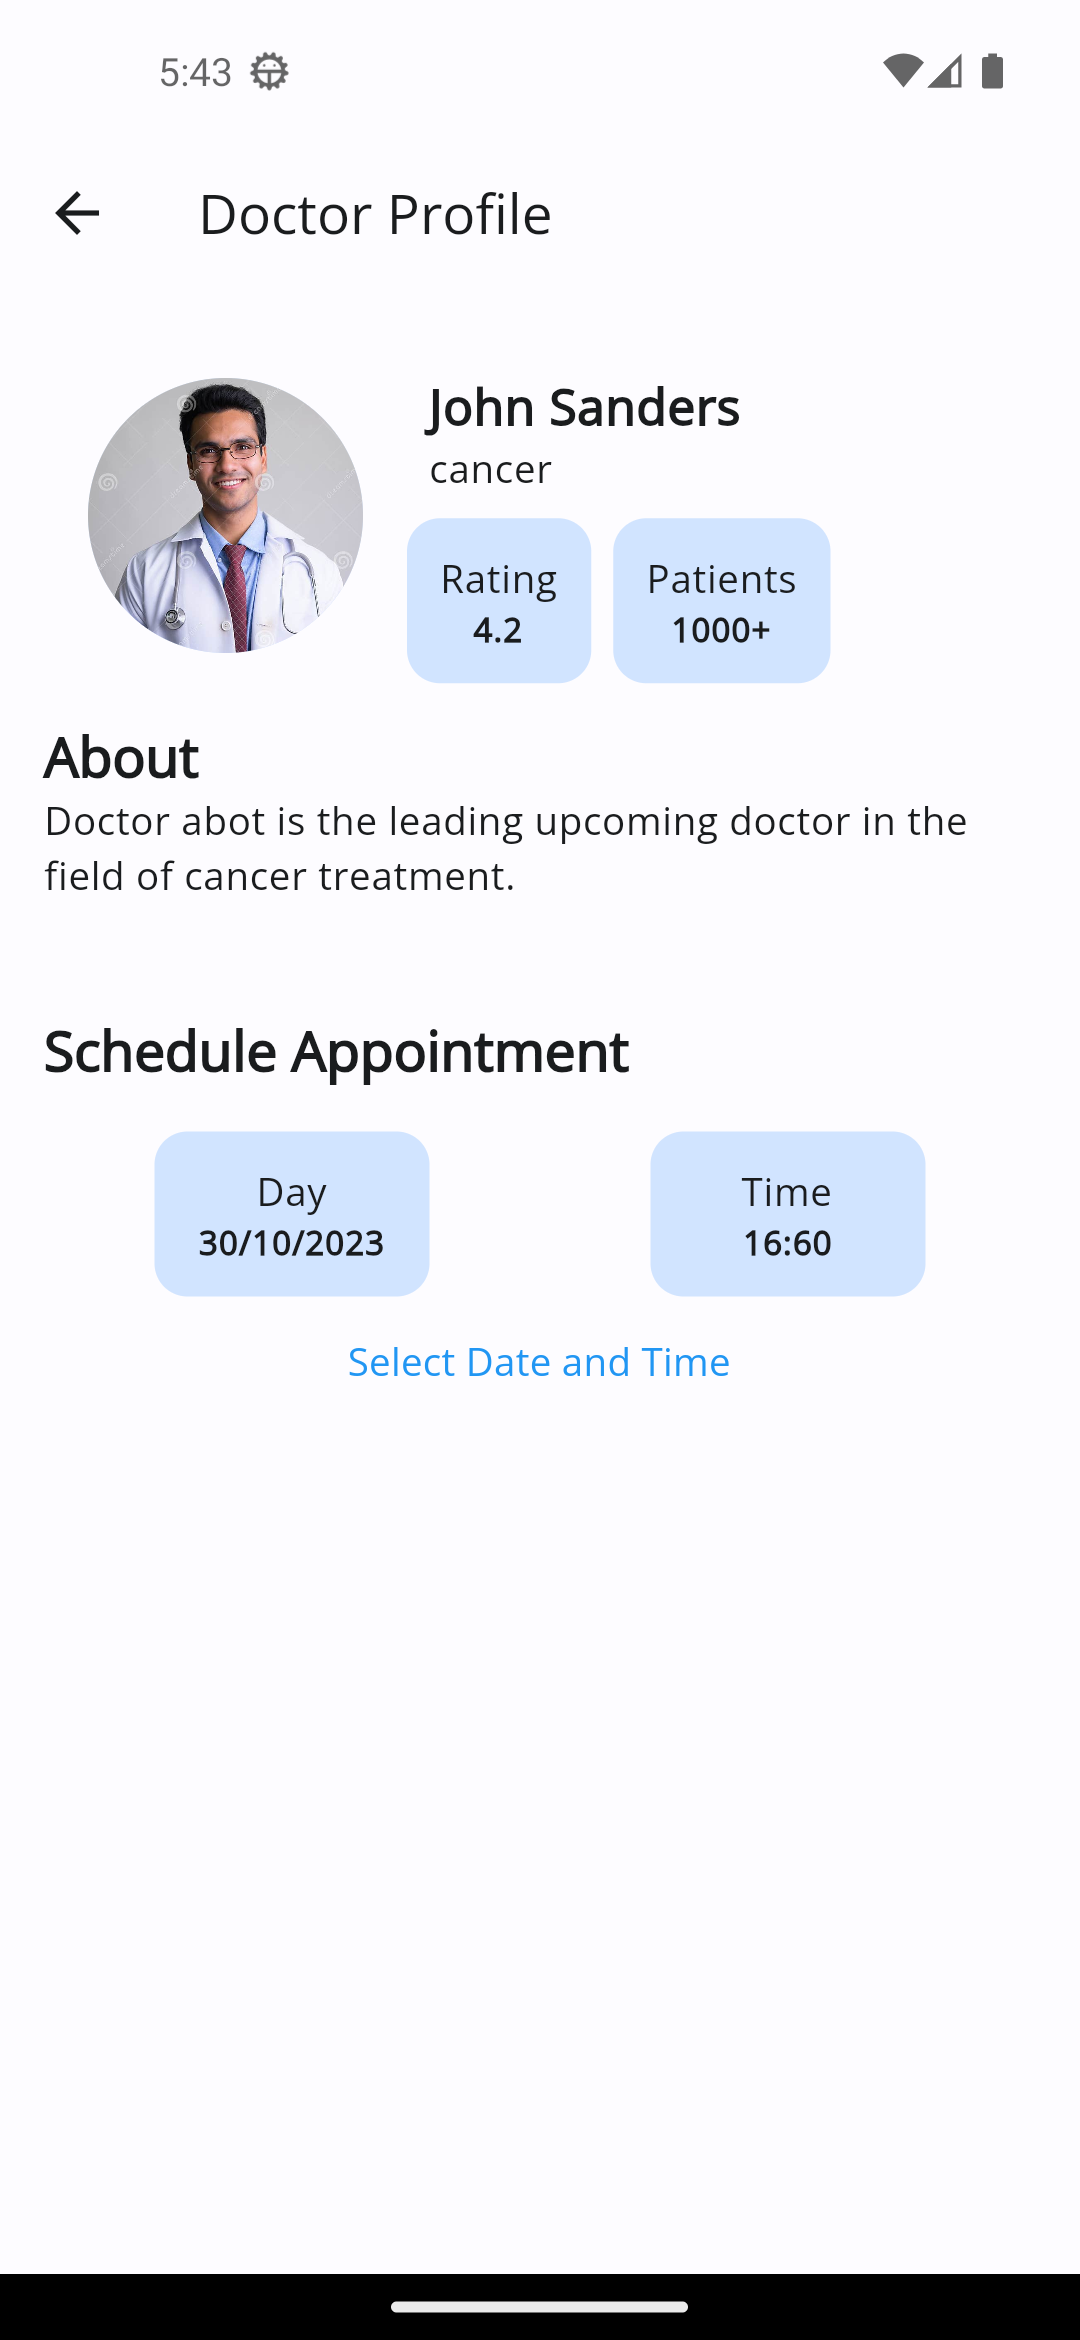 5:43
Doctor Profile
John Sanders
cancer
Rating
4.2
Patients
1000+
About
Doctor abot is the leading upcoming doctor in the
field of cancer treatment.
Schedule Appointment
Day
30/10/2023
Time
16:60
Select Date and Time